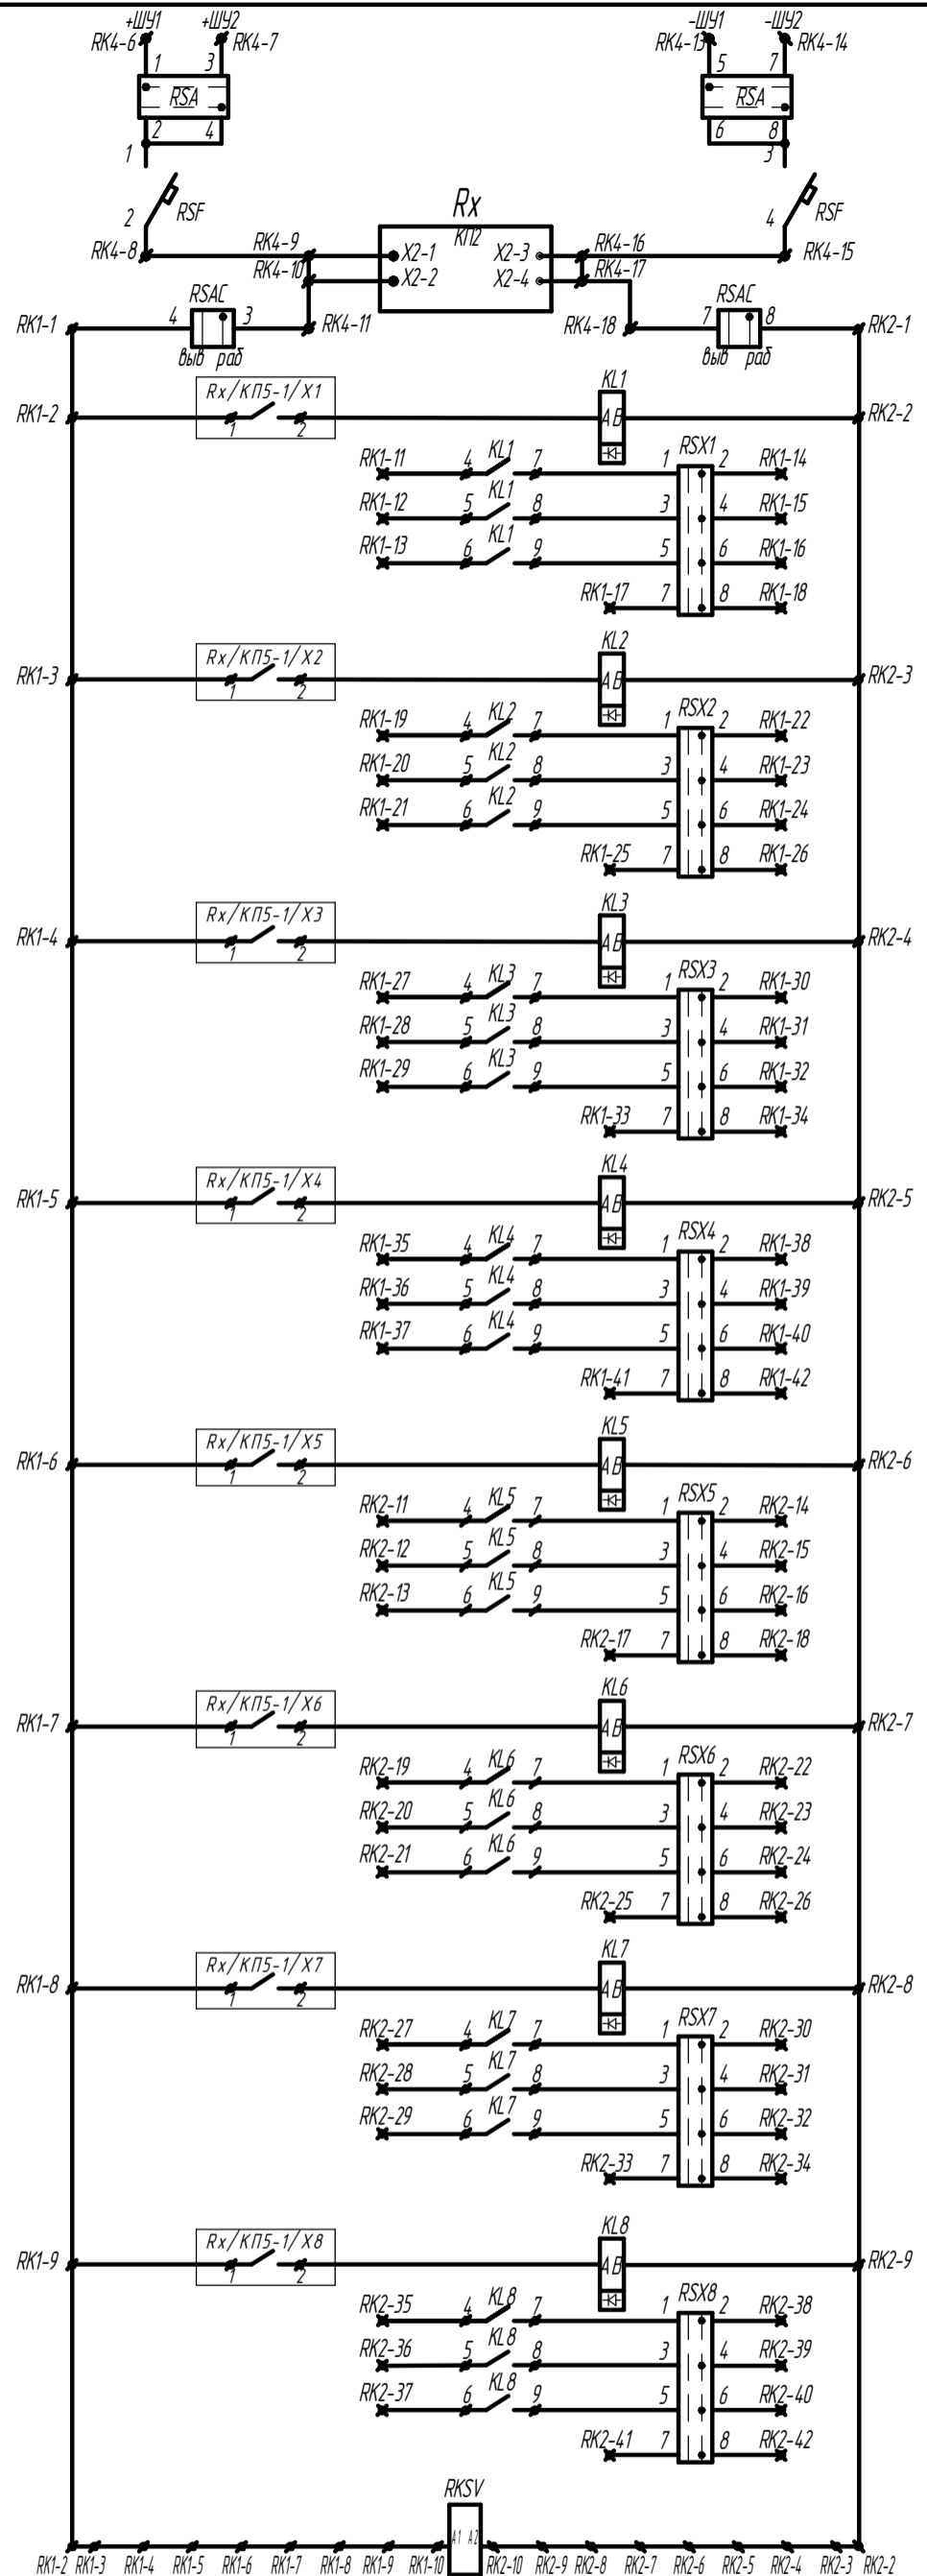 +ШУ1 +ШУ2 -ШУ1 -ШУ2
RK4-6 RK4-7 RK4-13 RK4-14
1 3 5 7
RSA RSA
2 4 6 8
1 3
2 RSF Rx 4 RSF
КП2
RK4-8 RK4-9 X2-1 X2-3 RK4-16 RK4-15
RK4-10 X2-2 X2-4 RK4-17
RSAC RSAC
RK1-1 4 3 RK4-11 RK4-18 7 8 RK2-1
выв раб выв раб
Rx/КП5-1/X1 KL1
RK1-2 1 2 AB RK2-2
RSX1
RK1-11 4 KL1 7 1 2 RK1-14
RK1-12 5 KL1 8 3 4 RK1-15
RK1-13 6 KL1 9 5 6 RK1-16
RK1-17 7 8 RK1-18
Rx/КП5-1/X2 KL2
RK1-3 1 2 AB RK2-3
RSX2
RK1-19 4 KL2 7 1 2 RK1-22
RK1-20 5 KL2 8 3 4 RK1-23
RK1-21 6 KL2 9 5 6 RK1-24
RK1-25 7 8 RK1-26
Rx/КП5-1/X3 KL3
RK1-4 1 2 AB RK2-4
RSX3
RK1-27 4 KL3 7 1 2 RK1-30
RK1-28 5 KL3 8 3 4 RK1-31
RK1-29 6 KL3 9 5 6 RK1-32
RK1-33 7 8 RK1-34
Rx/КП5-1/X4 KL4
RK1-5 1 2 AB RK2-5
RSX4
RK1-35 4 KL4 7 1 2 RK1-38
RK1-36 5 KL4 8 3 4 RK1-39
RK1-37 6 KL4 9 5 6 RK1-40
RK1-41 7 8 RK1-42
Rx/КП5-1/X5 KL5
RK1-6 1 2 AB RK2-6
RSX5
RK2-11 4 KL5 7 1 2 RK2-14
RK2-12 5 KL5 8 3 4 RK2-15
RK2-13 6 KL5 9 5 6 RK2-16
RK2-17 7 8 RK2-18
Rx/КП5-1/X6 KL6
RK1-7 1 2 AB RK2-7
RSX6
RK2-19 4 KL6 7 1 2 RK2-22
RK2-20 5 KL6 8 3 4 RK2-23
RK2-21 6 KL6 9 5 6 RK2-24
RK2-25 7 8 RK2-26
Rx/КП5-1/X7 KL7
RK1-8 1 2 AB RK2-8
RSX7
RK2-27 4 KL7 7 1 2 RK2-30
RK2-28 5 KL7 8 3 4 RK2-31
RK2-29 6 KL7 9 5 6 RK2-32
RK2-33 7 8 RK2-34
Rx/КП5-1/X8 KL8
RK1-9 1 2 AB RK2-9
RSX8
RK2-35 4 KL8 7 1 2 RK2-38
RK2-36 5 KL8 8 3 4 RK2-39
RK2-37 6 KL8 9 5 6 RK2-40
RK2-41 7 8 RK2-42
RKSV
A1 A2
RK1-2 RK1-3 RK1-4 RK1-5 RK1-6 RK1-7 RK1-8 RK1-9 RK1-10 RK2-10 RK2-9 RK2-8 RK2-7 RK2-6 RK2-5 RK2-4 RK2-3 RK2-2